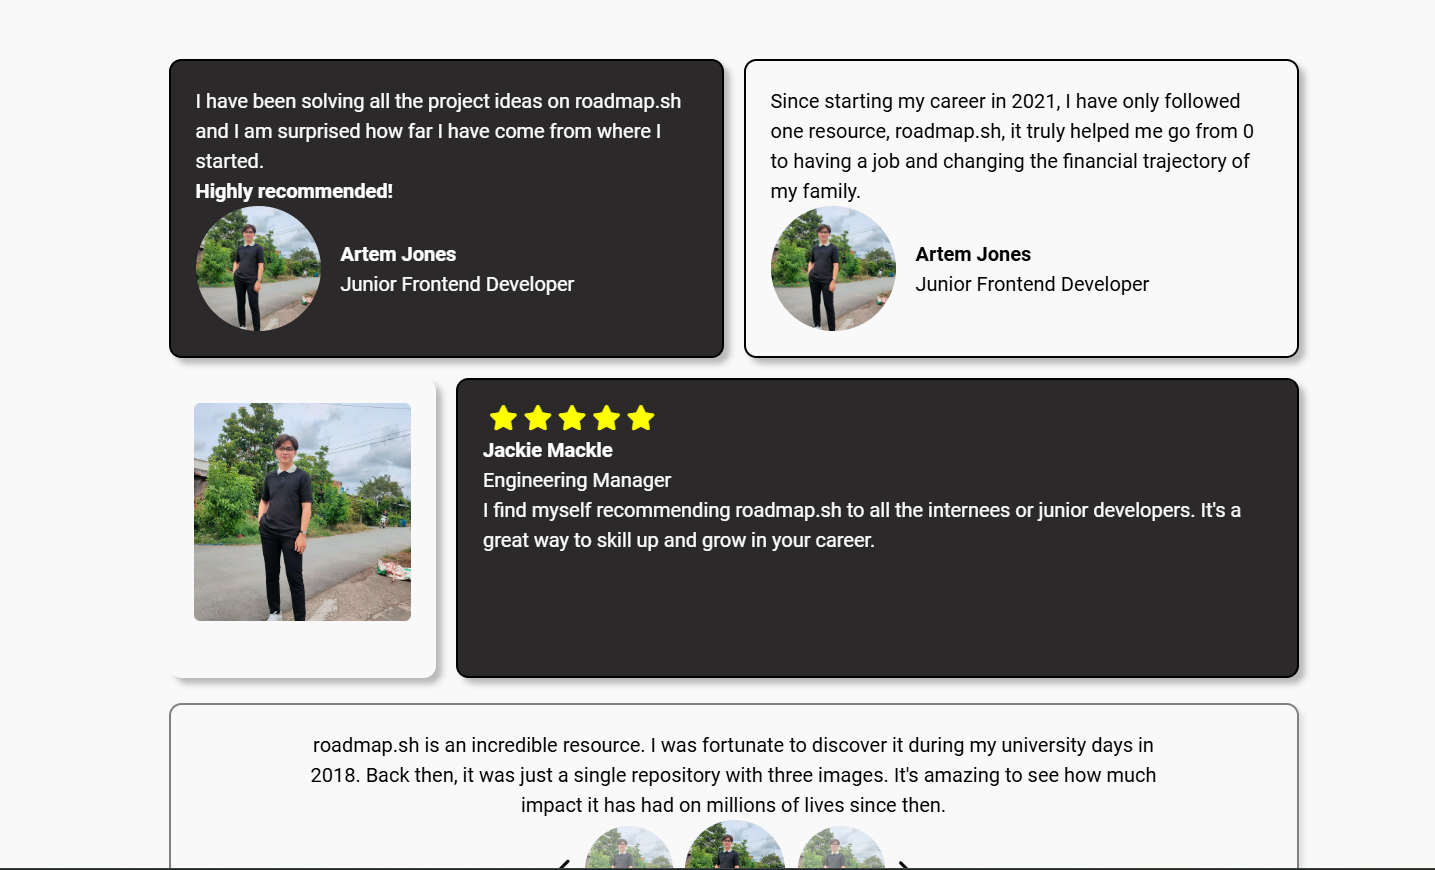 I have been solving all the project ideas on roadmap.sh
and I am surprised how far I have come from where I
started.
Highly recommended!
Artem Jones
Junior Frontend Developer
Since starting my career in 2021, I have only followed
one resource, roadmap.sh, it truly helped me go from 0
to having a job and changing the financial trajectory of
my family.
Artem Jones
Junior Frontend Developer
Jackie Mackle
Engineering Manager
I find myself recommending roadmap.sh to all the internees or junior developers. It's a
great way to skill up and grow in your career.
roadmap.sh is an incredible resource. I was fortunate to discover it during my university days in
2018. Back then, it was just a single repository with three images. It's amazing to see how much
impact it has had on millions of lives since then.